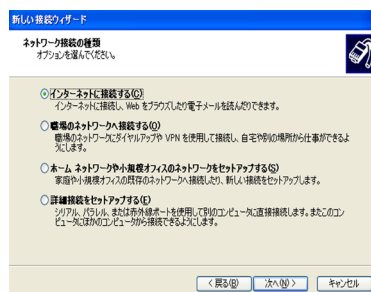 新しい接続ウィザード
ネットワーク接続の種類
オプションを選んでください。
インターネットに接続する(C)
インターネットに接続し、Web をブラウズしたり電子メールを読んだりできます。
職場のネットワークへ接続する(O)
職場のネットワークにダイヤルアップや VPN を使用して接続し、自宅や別の場所から仕事ができるよ
うにします。
ホーム ネットワークや小規模オフィスのネットワークをセットアップする(S)
家庭や小規模オフィスの既存のネットワークへ接続したり、新しい接続をセットアップします。
詳細接続をセットアップする(E)
シリアル、パラレル、または赤外線ポートを使用して別のコンピュータに直接接続します。またこのコン
ピュータにほかのコンピュータから接続できるようにします。
< 戻る(B) 次へ(N) > キャンセル